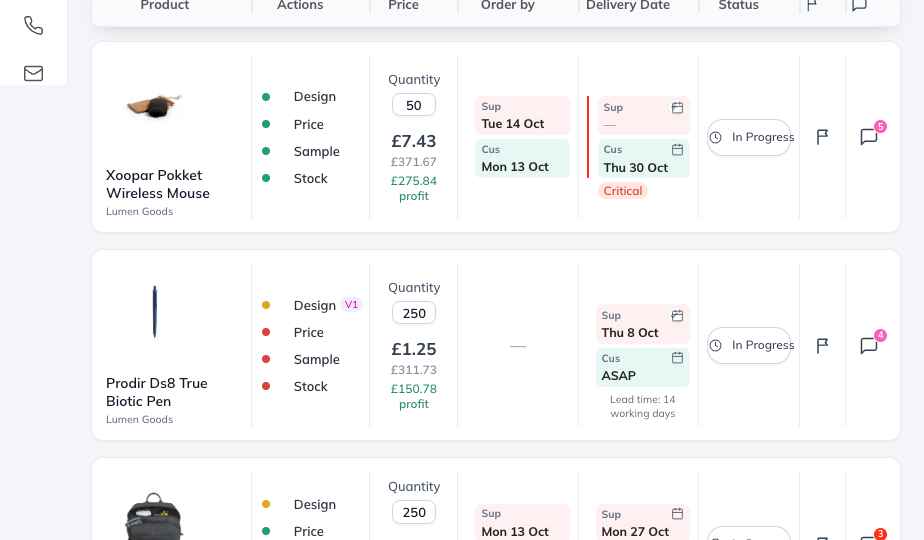 Product
Actions
Price
Order by
Delivery Date
Status
Xoopar Pokket
Wireless Mouse
Lumen Goods
Design
Price
Sample
Stock
Quantity
50
£7.43
£371.67
£275.84
profit
Sup
Tue 14 Oct
Cus
Mon 13 Oct
Sup
—
Cus
Thu 30 Oct
Critical
In Progress
5
Prodir Ds8 True
Biotic Pen
Lumen Goods
Design V1
Price
Sample
Stock
Quantity
250
£1.25
£311.73
£150.78
profit
—
Sup
Thu 8 Oct
Cus
ASAP
Lead time: 14
working days
In Progress
4
Design
Price
Quantity
250
Sup
Mon 13 Oct
Sup
Mon 27 Oct
3